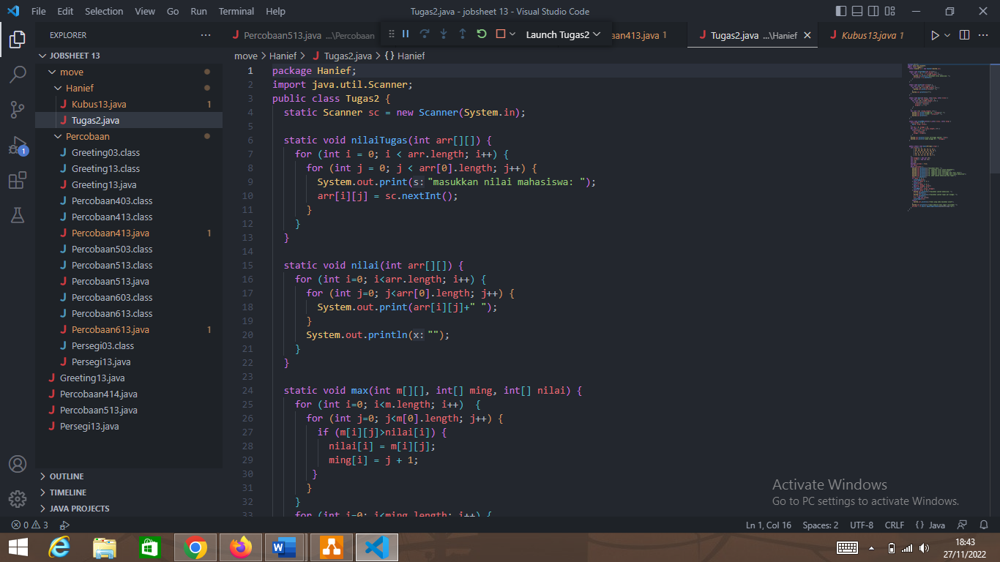 File Edit Selection View Go Run Terminal Help
Tugas2.java - jobsheet 13 - Visual Studio Code
EXPLORER
JOBSHEET 13
move
Hanief
Kubus13.java 1
Tugas2.java
Percobaan
Greeting03.class
Greeting13.class
Greeting13.java
Percobaan403.class
Percobaan413.class
Percobaan413.java 1
Percobaan503.class
Percobaan513.class
Percobaan513.java
Percobaan603.class
Percobaan613.class
Percobaan613.java 1
Persegi03.class
Persegi13.java
Greeting13.java
Percobaan414.java
Percobaan513.java
Persegi13.java
OUTLINE
TIMELINE
JAVA PROJECTS
1
Percobaan513.java ...\Percobaan
Launch Tugas2
aan413.java 1
Tugas2.java ...\Hanief
Kubus13.java 1
move > Hanief > Tugas2.java > {} Hanief
1 package Hanief;
2 import java.util.Scanner;
3 public class Tugas2 {
4 static Scanner sc = new Scanner(System.in);
5
6 static void nilaiTugas(int arr[][]) {
7 for (int i = 0; i < arr.length; i++) {
8 for (int j = 0; j < arr[0].length; j++) {
9 System.out.print(s: "masukkan nilai mahasiswa: ");
10 arr[i][j] = sc.nextInt();
11 }
12 }
13 }
14
15 static void nilai(int arr[][]) {
16 for (int i=0; i<arr.length; i++) {
17 for (int j=0; j<arr[0].length; j++) {
18 System.out.print(arr[i][j]+" ");
19 }
20 System.out.println(x: "");
21 }
22 }
23
24 static void max(int m[][], int[] ming, int[] nilai) {
25 for (int i=0; i<m.length; i++) {
26 for (int j=0; j<m[0].length; j++) {
27 if (m[i][j]>nilai[i]) {
28 nilai[i] = m[i][j];
29 ming[i] = j + 1;
30 }
31 }
32 }
33 for (int i=0; i<ming.length; i++) {
Activate Windows
Go to PC settings to activate Windows.
0 3
Ln 1, Col 16 Spaces: 2 UTF-8 CRLF {} Java
18:43
27/11/2022